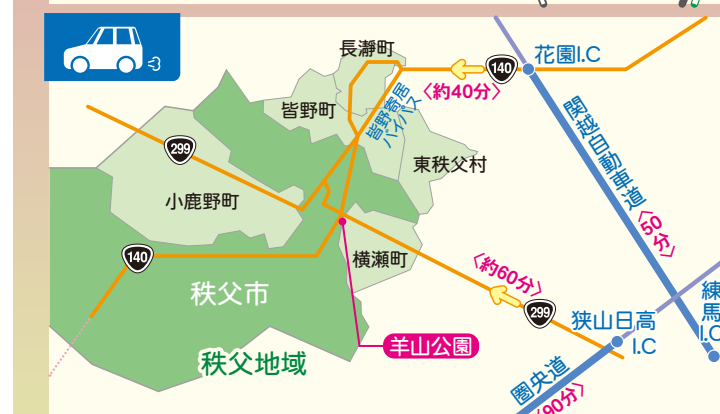 長瀞町
140
花園I.C
〈約40分〉
皆野寄居
バイパス
皆野町
関越自動車道
299
東秩父村
小鹿野町
〈50分〉
140
横瀬町
〈約60分〉
秩父市
299
練馬I.C
狭山日高
I.C
羊山公園
秩父地域
圏央道
〈90分〉